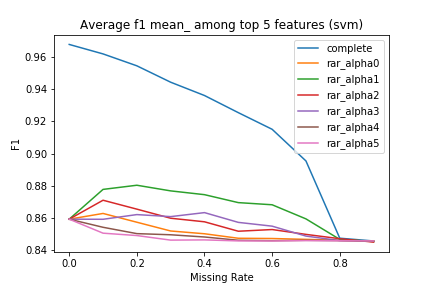 Average f1 mean_ among top 5 features (svm)
complete
rar_alpha0
rar_alpha1
rar_alpha2
rar_alpha3
rar_alpha4
rar_alpha5
F1
0.96
0.94
0.92
0.90
0.88
0.86
0.84
0.0 0.2 0.4 0.6 0.8
Missing Rate